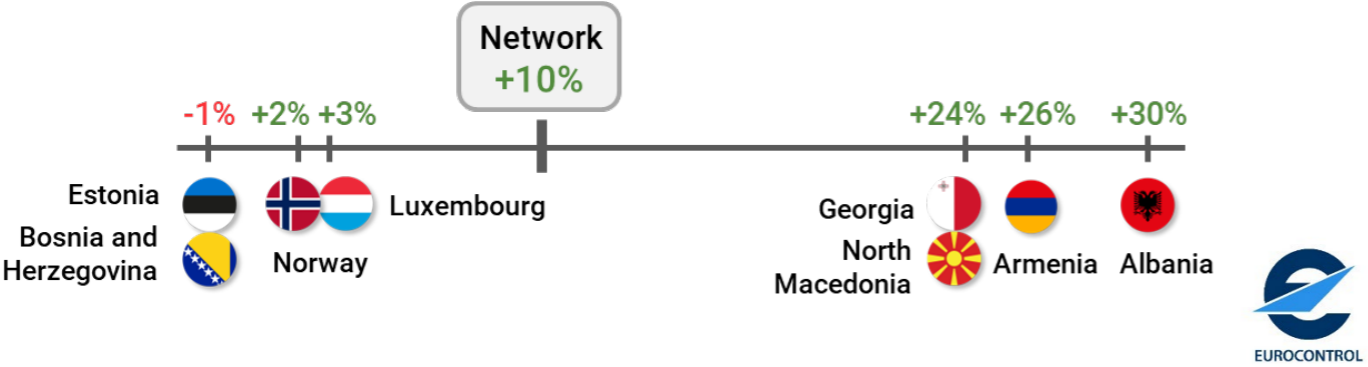 Network
+10%
-1% +2% +3% +24% +26% +30%
Estonia
Bosnia and
Herzegovina
Norway
Luxembourg
Georgia
North
Macedonia
Armenia
Albania
EUROCONTROL